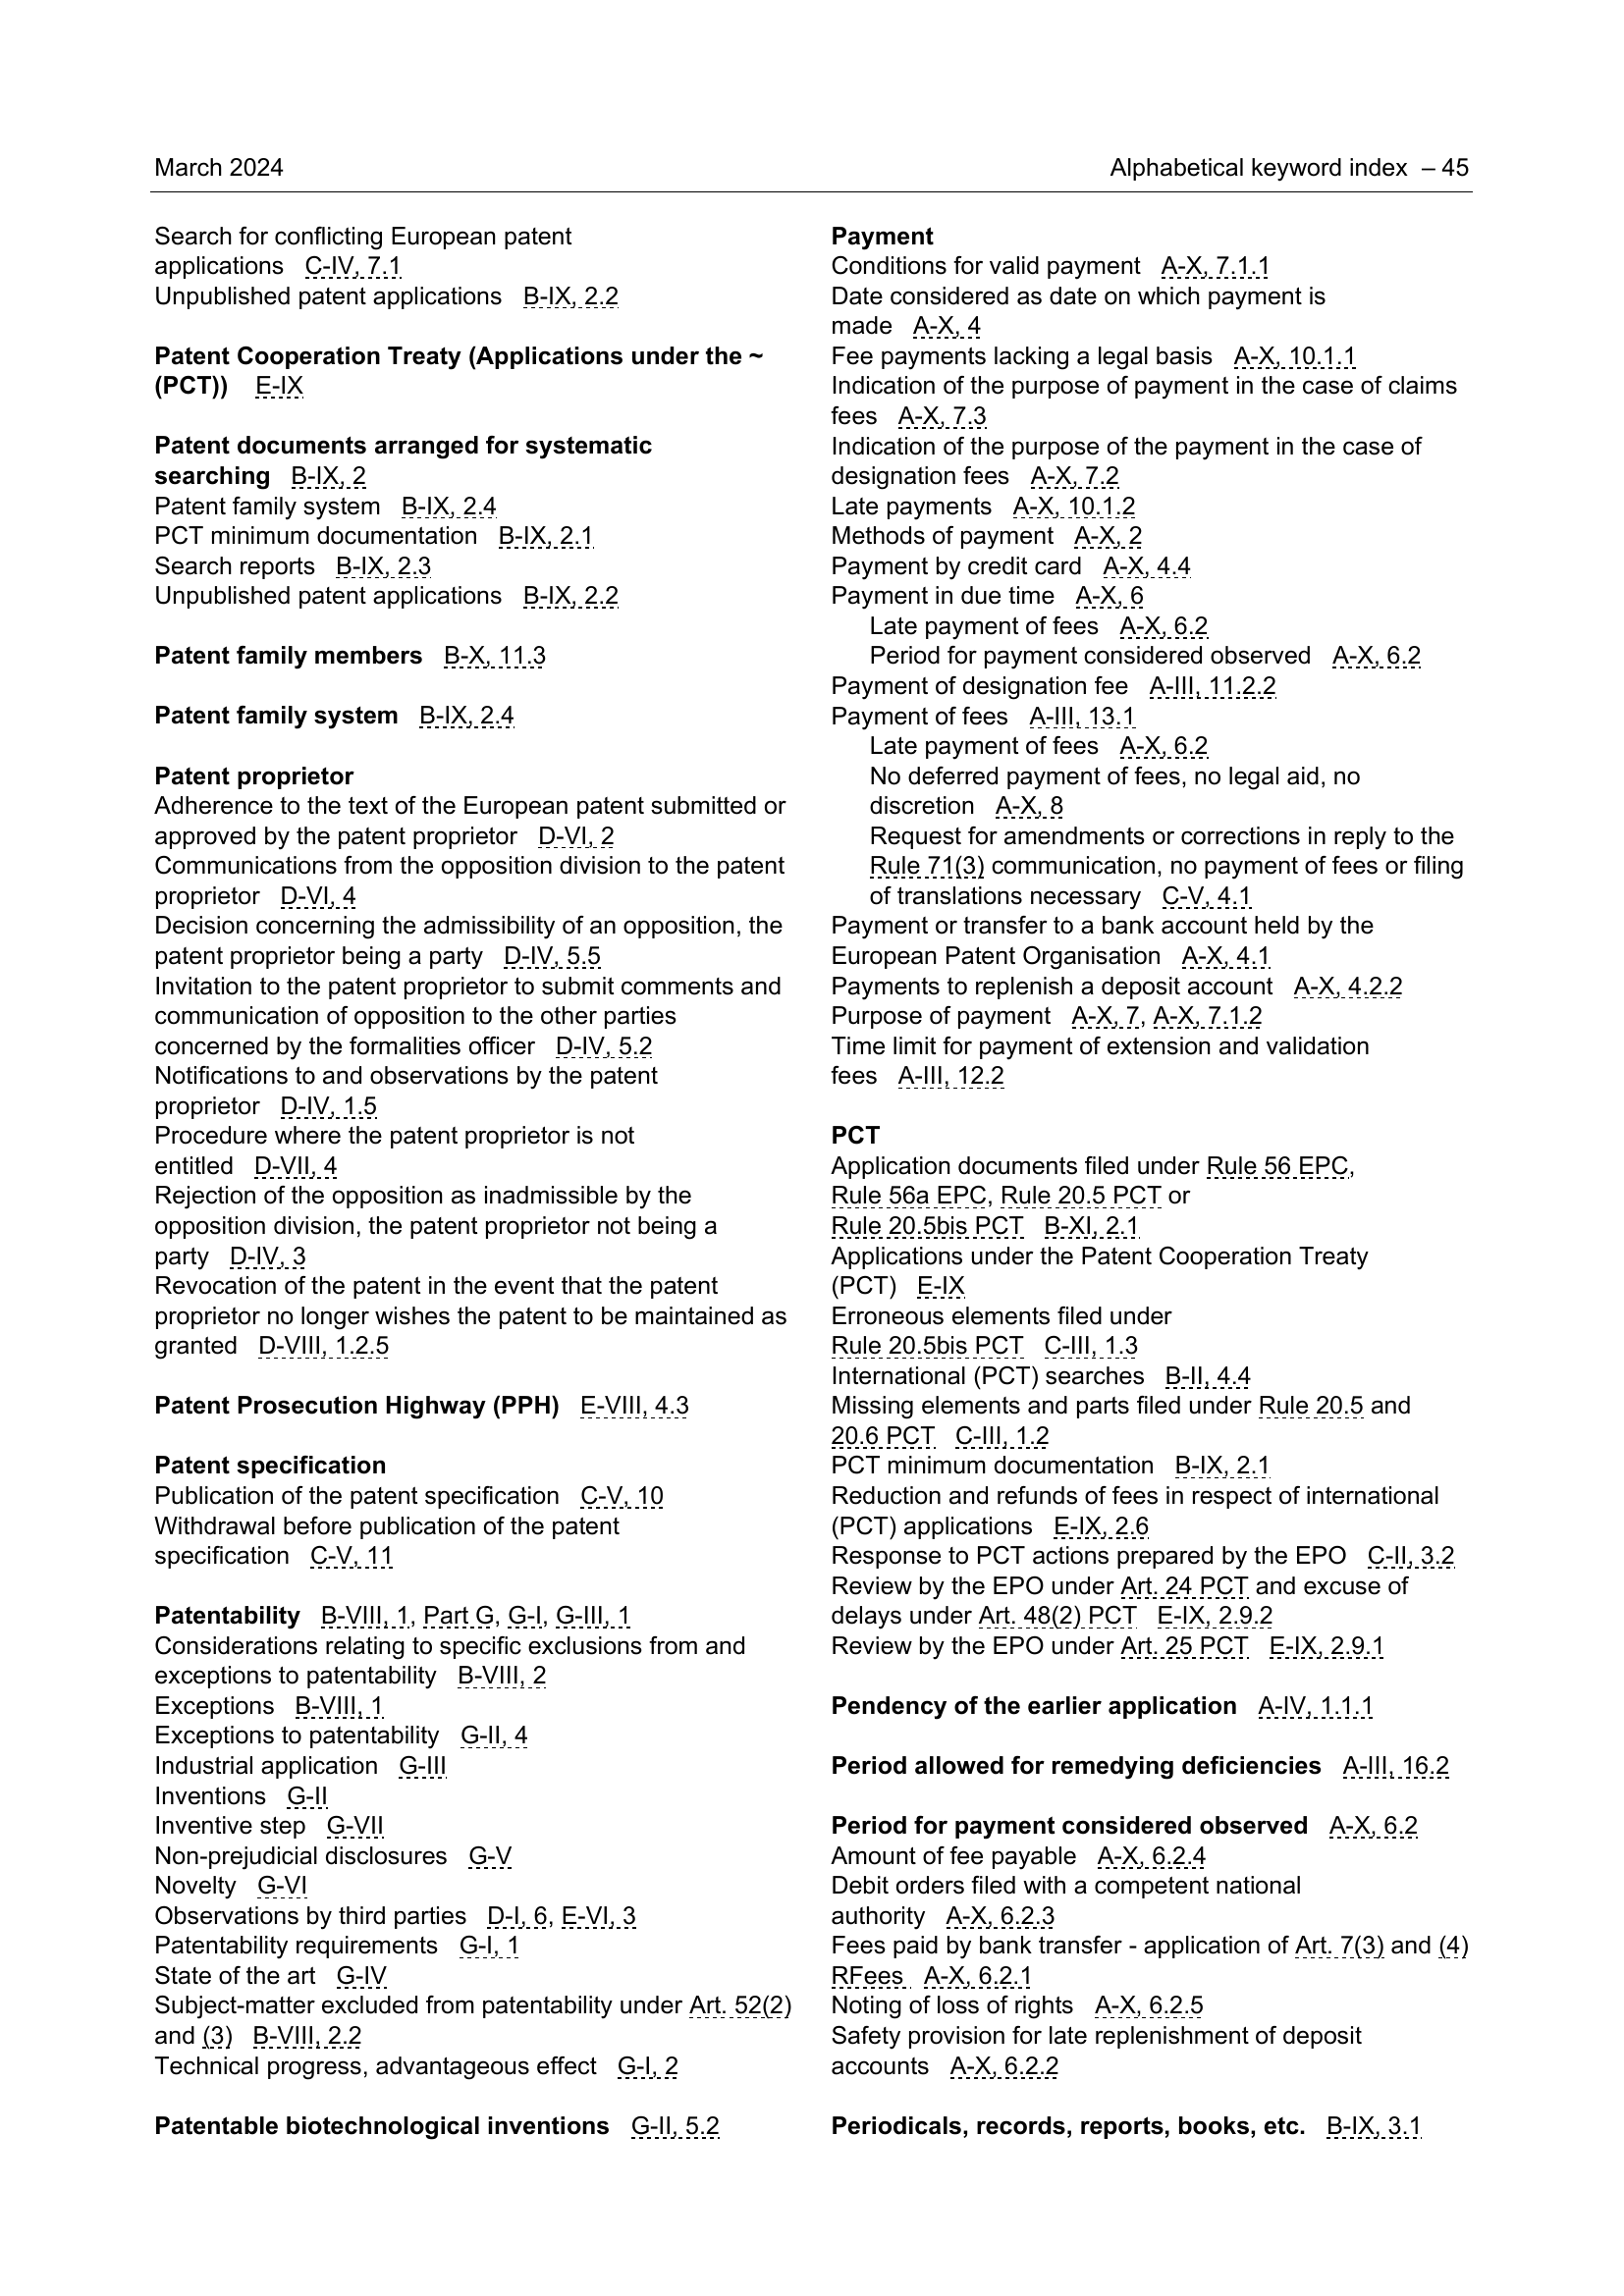 March 2024
Alphabetical keyword index – 45
Search for conflicting European patent
applications C-IV, 7.1
Unpublished patent applications B-IX, 2.2
Patent Cooperation Treaty (Applications under the ~
(PCT)) E-IX
Patent documents arranged for systematic
searching B-IX, 2
Patent family system B-IX, 2.4
PCT minimum documentation B-IX, 2.1
Search reports B-IX, 2.3
Unpublished patent applications B-IX, 2.2
Patent family members B-X, 11.3
Patent family system B-IX, 2.4
Patent proprietor
Adherence to the text of the European patent submitted or
approved by the patent proprietor D-VI, 2
Communications from the opposition division to the patent
proprietor D-VI, 4
Decision concerning the admissibility of an opposition, the
patent proprietor being a party D-IV, 5.5
Invitation to the patent proprietor to submit comments and
communication of opposition to the other parties
concerned by the formalities officer D-IV, 5.2
Notifications to and observations by the patent
proprietor D-IV, 1.5
Procedure where the patent proprietor is not
entitled D-VII, 4
Rejection of the opposition as inadmissible by the
opposition division, the patent proprietor not being a
party D-IV, 3
Revocation of the patent in the event that the patent
proprietor no longer wishes the patent to be maintained as
granted D-VIII, 1.2.5
Patent Prosecution Highway (PPH) E-VIII, 4.3
Patent specification
Publication of the patent specification C-V, 10
Withdrawal before publication of the patent
specification C-V, 11
Patentability B-VIII, 1, Part G, G-I, G-III, 1
Considerations relating to specific exclusions from and
exceptions to patentability B-VIII, 2
Exceptions B-VIII, 1
Exceptions to patentability G-II, 4
Industrial application G-III
Inventions G-II
Inventive step G-VII
Non-prejudicial disclosures G-V
Novelty G-VI
Observations by third parties D-I, 6, E-VI, 3
Patentability requirements G-I, 1
State of the art G-IV
Subject-matter excluded from patentability under Art. 52(2)
and (3) B-VIII, 2.2
Technical progress, advantageous effect G-I, 2
Patentable biotechnological inventions G-II, 5.2
Payment
Conditions for valid payment A-X, 7.1.1
Date considered as date on which payment is
made A-X, 4
Fee payments lacking a legal basis A-X, 10.1.1
Indication of the purpose of payment in the case of claims
fees A-X, 7.3
Indication of the purpose of the payment in the case of
designation fees A-X, 7.2
Late payments A-X, 10.1.2
Methods of payment A-X, 2
Payment by credit card A-X, 4.4
Payment in due time A-X, 6
Late payment of fees A-X, 6.2
Period for payment considered observed A-X, 6.2
Payment of designation fee A-III, 11.2.2
Payment of fees A-III, 13.1
Late payment of fees A-X, 6.2
No deferred payment of fees, no legal aid, no
discretion A-X, 8
Request for amendments or corrections in reply to the
Rule 71(3) communication, no payment of fees or filing
of translations necessary C-V, 4.1
Payment or transfer to a bank account held by the
European Patent Organisation A-X, 4.1
Payments to replenish a deposit account A-X, 4.2.2
Purpose of payment A-X, 7, A-X, 7.1.2
Time limit for payment of extension and validation
fees A-III, 12.2
PCT
Application documents filed under Rule 56 EPC,
Rule 56a EPC, Rule 20.5 PCT or
Rule 20.5bis PCT B-XI, 2.1
Applications under the Patent Cooperation Treaty
(PCT) E-IX
Erroneous elements filed under
Rule 20.5bis PCT C-III, 1.3
International (PCT) searches B-II, 4.4
Missing elements and parts filed under Rule 20.5 and
20.6 PCT C-III, 1.2
PCT minimum documentation B-IX, 2.1
Reduction and refunds of fees in respect of international
(PCT) applications E-IX, 2.6
Response to PCT actions prepared by the EPO C-II, 3.2
Review by the EPO under Art. 24 PCT and excuse of
delays under Art. 48(2) PCT E-IX, 2.9.2
Review by the EPO under Art. 25 PCT E-IX, 2.9.1
Pendency of the earlier application A-IV, 1.1.1
Period allowed for remedying deficiencies A-III, 16.2
Period for payment considered observed A-X, 6.2
Amount of fee payable A-X, 6.2.4
Debit orders filed with a competent national
authority A-X, 6.2.3
Fees paid by bank transfer - application of Art. 7(3) and (4)
RFees A-X, 6.2.1
Noting of loss of rights A-X, 6.2.5
Safety provision for late replenishment of deposit
accounts A-X, 6.2.2
Periodicals, records, reports, books, etc. B-IX, 3.1